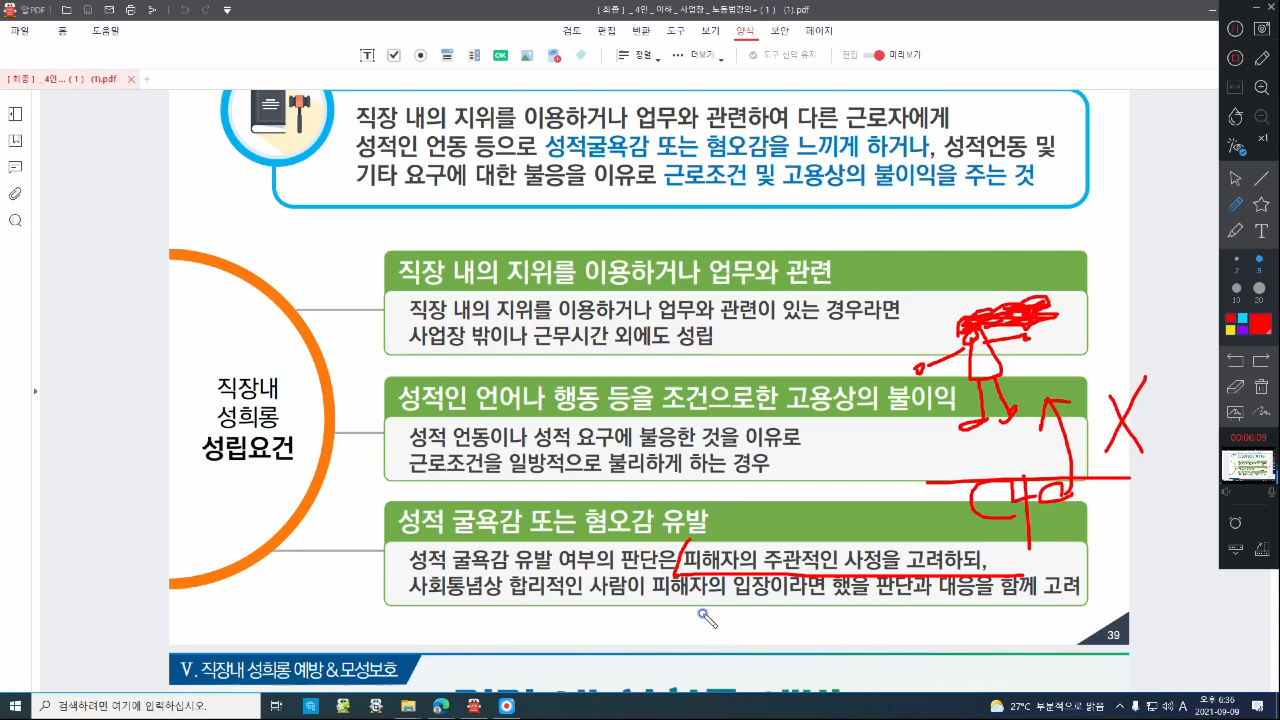 알PDF
[ 최종 ] _4인 _ 이하 _ 사업장 _ 노동법강의+ ( 1 ) (1).pdf
파일 홈 도움말 검토 편집 변환 도구 보기 양식 보안 페이지
OK 정렬 더보기 도구 선택 유지 편집 미리보기
[ 최종 ] _4인... ( 1 ) (1).pdf
직장 내의 지위를 이용하거나 업무와 관련하여 다른 근로자에게
성적인 언동 등으로 성적굴욕감 또는 혐오감을 느끼게 하거나, 성적언동 및
기타 요구에 대한 불응을 이유로 근로조건 및 고용상의 불이익을 주는 것
직장내
성희롱
성립요건
직장 내의 지위를 이용하거나 업무와 관련
직장 내의 지위를 이용하거나 업무와 관련이 있는 경우라면
사업장 밖이나 근무시간 외에도 성립
성적인 언어나 행동 등을 조건으로한 고용상의 불이익
성적 언동이나 성적 요구에 불응한 것을 이유로
근로조건을 일방적으로 불리하게 하는 경우
성적 굴욕감 또는 혐오감 유발
성적 굴욕감 유발 여부의 판단은 피해자의 주관적인 사정을 고려하되,
사회통념상 합리적인 사람이 피해자의 입장이라면 했을 판단과 대응을 함께 고려
39
V. 직장내 성희롱 예방 & 모성보호
x1
2 5
10 20
00:06:09
검색하려면 여기에 입력하십시오.
27°C 부분적으로 맑음
A
오후 6:36
2021-09-09